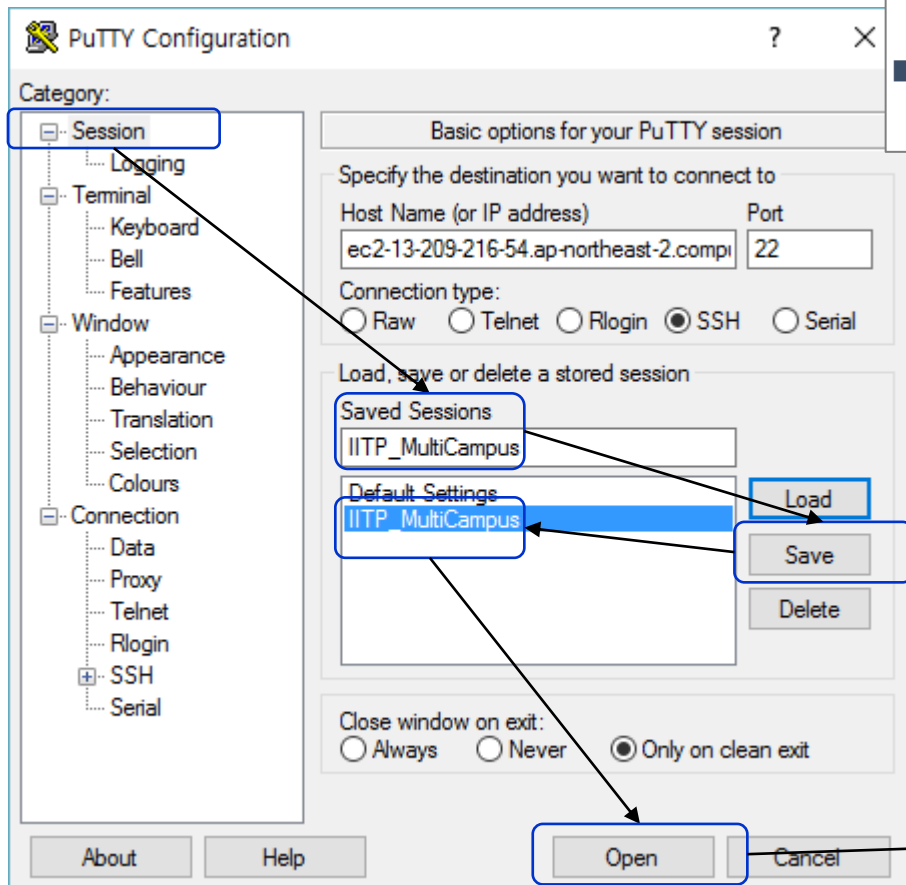 PuTTY Configuration
?
Category:
Session
Logging
Terminal
Keyboard
Bell
Features
Window
Appearance
Behaviour
Translation
Selection
Colours
Connection
Data
Proxy
Telnet
Rlogin
SSH
Serial
Basic options for your PuTTY session
Specify the destination you want to connect to
Host Name (or IP address) Port
ec2-13-209-216-54.ap-northeast-2.compu 22
Connection type:
Raw Telnet Rlogin SSH Serial
Load, save or delete a stored session
Saved Sessions
IITP_MultiCampus
Default Settings
IITP_MultiCampus
Load
Save
Delete
Close window on exit:
Always Never Only on clean exit
About Help Open Cancel